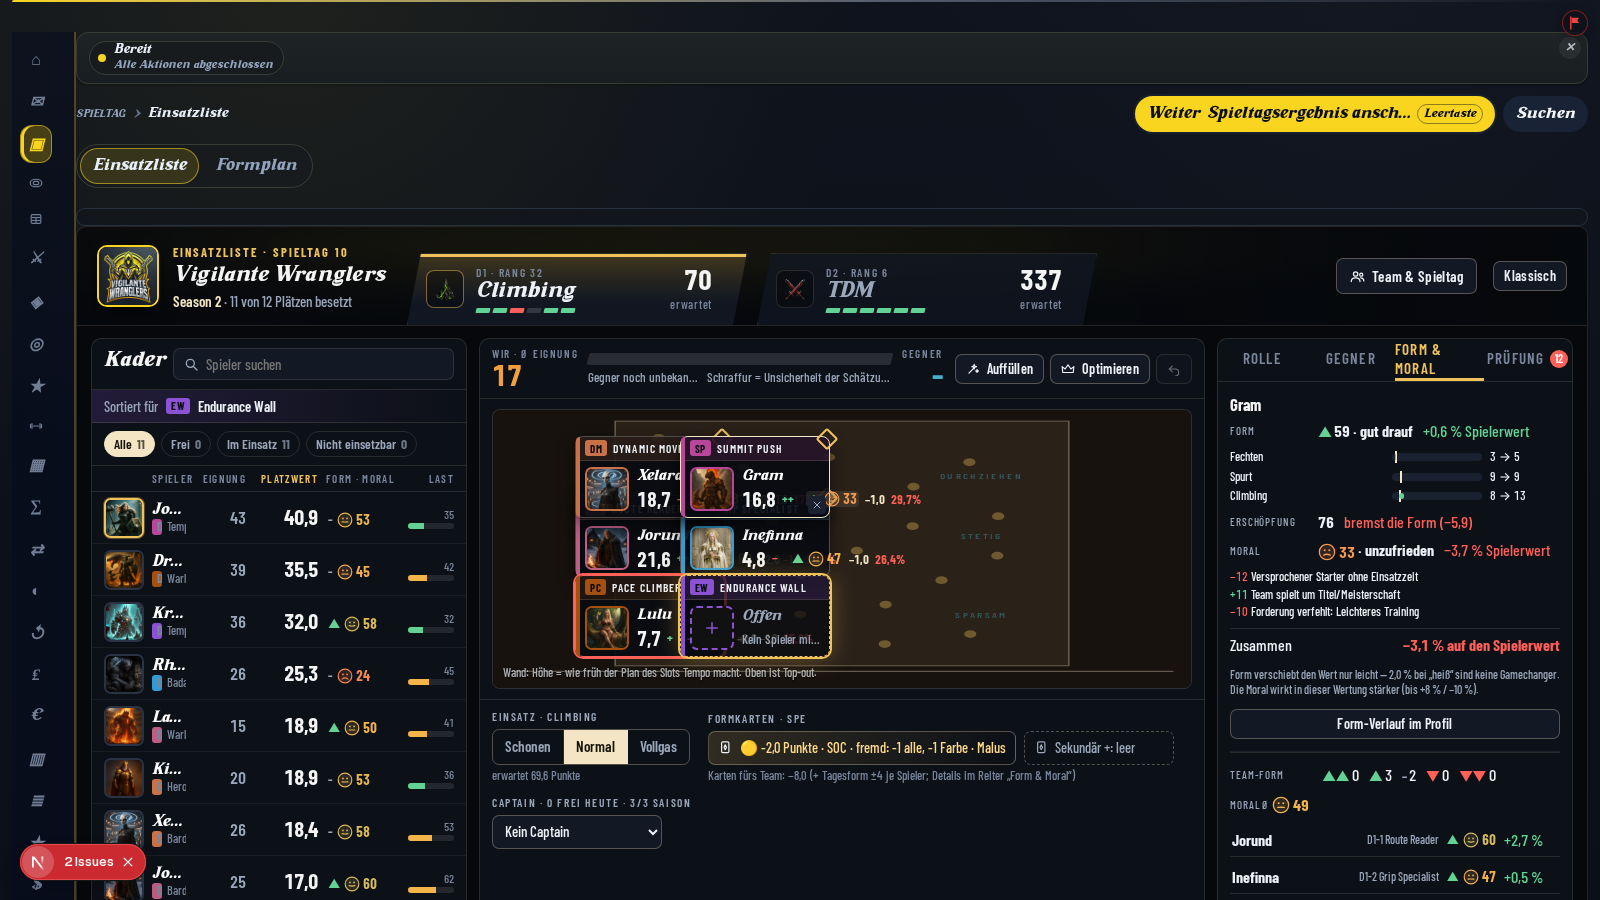 Bereit
Alle Aktionen abgeschlossen
SPIELTAG › Einsatzliste
Weiter Spieltagsergebnis ansch... Leertaste
Suchen
Einsatzliste Formplan
EINSATZLISTE · SPIELTAG 10
Vigilante Wranglers
Season 2 · 11 von 12 Plätzen besetzt
VIGILANTE
WRANGLERS
D1 · RANG 32
Climbing
70
erwartet
D2 · RANG 6
TDM
337
erwartet
Team & Spieltag
Klassisch
Kader
Spieler suchen
Sortiert für EW Endurance Wall
Alle 11 Frei 0 Im Einsatz 11 Nicht einsetzbar 0
SPIELER EIGNUNG PLATZWERT FORM · MORAL LAST
Jo... 43 40,9 - 53 35
Dr... 39 35,5 - 45 42
Kr... 36 32,0 ▲ 58 32
Rh... 26 25,3 - 24 45
La... 15 18,9 ▲ 50 41
Ki... 20 18,9 - 53 36
Xe... 26 18,4 - 58 53
Jo... 25 17,0 ▲ 60 62
WIR · Ø EIGNUNG
17
GEGNER
–
Gegner noch unbekan... Schraffur = Unsicherheit der Schätzu...
Auffüllen
Optimieren
DM DYNAMIC MOV
Xelara
18,7
SP SUMMIT PUSH
Gram
16,8 ++
33 −1,0 29,7%
Jorun
21,6
Inefinna
4,8 - ▲ 47 −1,0 26,4%
PC PACE CLIMBER
Lulu
7,7 +
EW ENDURANCE WALL
Offen
Kein Spieler mi...
DURCHZIEHEN
STETIG
SPARSAM
Wand: Höhe = wie früh der Plan des Slots Tempo macht. Oben ist Top-out.
EINSATZ · CLIMBING
Schonen Normal Vollgas
erwartet 69,6 Punkte
FORMKARTEN · SPE
-2,0 Punkte · SOC · fremd: -1 alle, -1 Farbe · Malus
Sekundär +: leer
Karten fürs Team: −8,0 (+ Tagesform ±4 je Spieler; Details im Reiter „Form & Moral")
CAPTAIN · 0 FREI HEUTE · 3/3 SAISON
Kein Captain
ROLLE GEGNER FORM & MORAL PRÜFUNG 12
Gram
FORM ▲ 59 · gut drauf +0,6 % Spielerwert
Fechten 3 → 5
Spurt 9 → 9
Climbing 8 → 13
ERSCHÖPFUNG 76 bremst die Form (−5,9)
MORAL 33 · unzufrieden −3,7 % Spielerwert
−12 Versprochener Starter ohne Einsatzzeit
+11 Team spielt um Titel/Meisterschaft
−10 Forderung verfehlt: Leichteres Training
Zusammen −3,1 % auf den Spielerwert
Form verschiebt den Wert nur leicht — 2,0 % bei „heiß" sind keine Gamechanger.
Die Moral wirkt in dieser Wertung stärker (bis +8 % / −10 %).
Form-Verlauf im Profil
TEAM-FORM ▲▲ 0 ▲ 3 - 2 ▼ 0 ▼▼ 0
MORAL Ø 49
Jorund D1-1 Route Reader ▲ 60 +2,7 %
Inefinna D1-2 Grip Specialist ▲ 47 +0,5 %
N 2 Issues ×